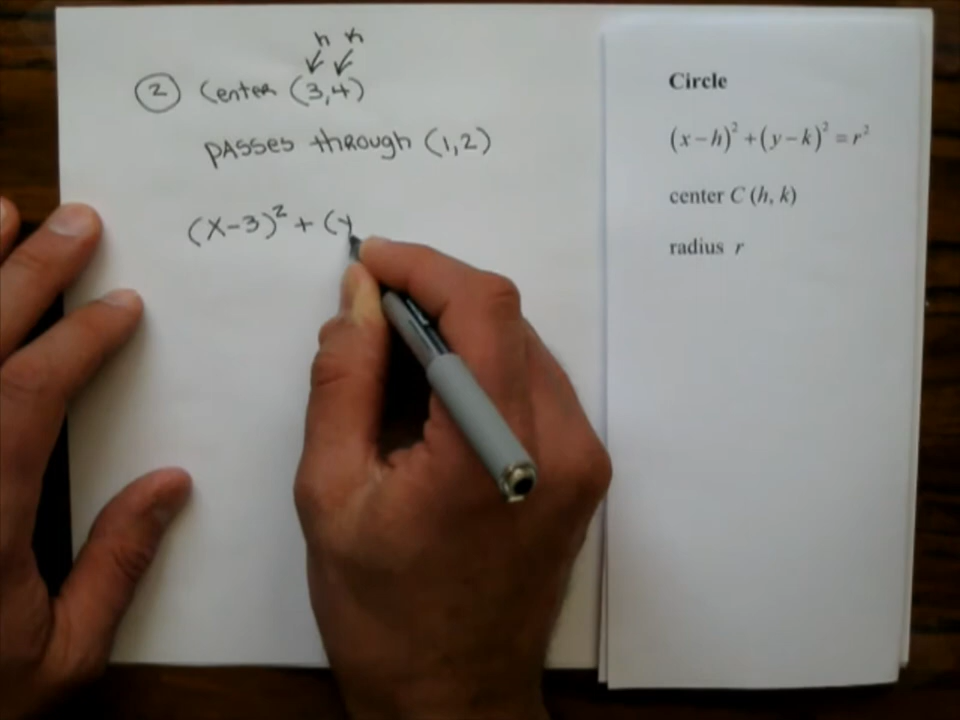 h k
② Center (3,4)
PASSES through (1,2)
(x-3)² + (y
Circle
(x-h)² + (y-k)² = r²
center C (h, k)
radius r